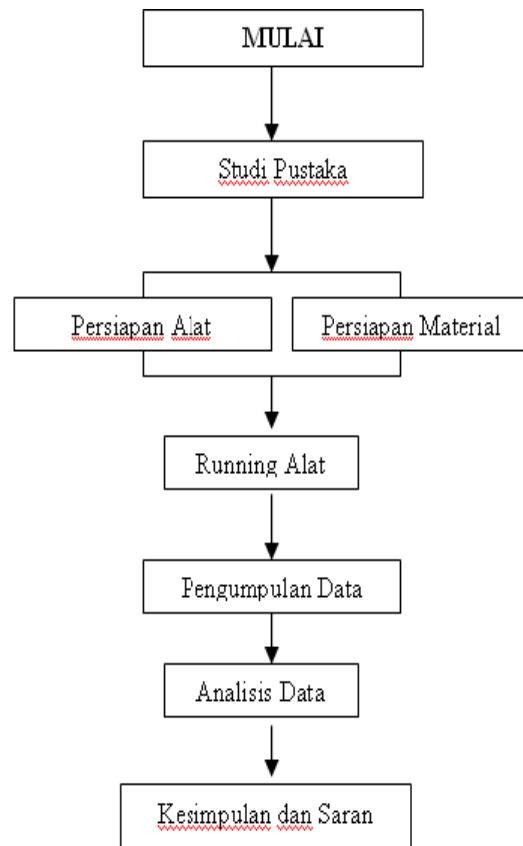 MULAI
Studi Pustaka
Persiapan Alat
Persiapan Material
Running Alat
Pengumpulan Data
Analisis Data
Kesimpulan dan Saran